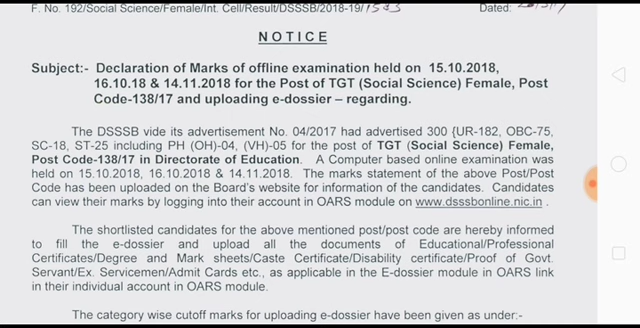 F. No. 192/Social Science/Female/Int. Cell/Result/DSSSB/2018-19/1583 Dated:
NOTICE
Subject:- Declaration of Marks of offline examination held on 15.10.2018,
16.10.18 & 14.11.2018 for the Post of TGT (Social Science) Female, Post
Code-138/17 and uploading e-dossier – regarding.
The DSSSB vide its advertisement No. 04/2017 had advertised 300 {UR-182, OBC-75,
SC-18, ST-25 including PH (OH)-04, (VH)-05 for the post of TGT (Social Science) Female,
Post Code-138/17 in Directorate of Education. A Computer based online examination was
held on 15.10.2018, 16.10.2018 & 14.11.2018. The marks statement of the above Post/Post
Code has been uploaded on the Board's website for information of the candidates. Candidates
can view their marks by logging into their account in OARS module on www.dsssbonline.nic.in .
The shortlisted candidates for the above mentioned post/post code are hereby informed
to fill the e-dossier and upload all the documents of Educational/Professional
Certificates/Degree and Mark sheets/Caste Certificate/Disability certificate/Proof of Govt.
Servant/Ex. Servicemen/Admit Cards etc., as applicable in the E-dossier module in OARS link
in their individual account in OARS module.
The category wise cutoff marks for uploading e-dossier have been given as under:-